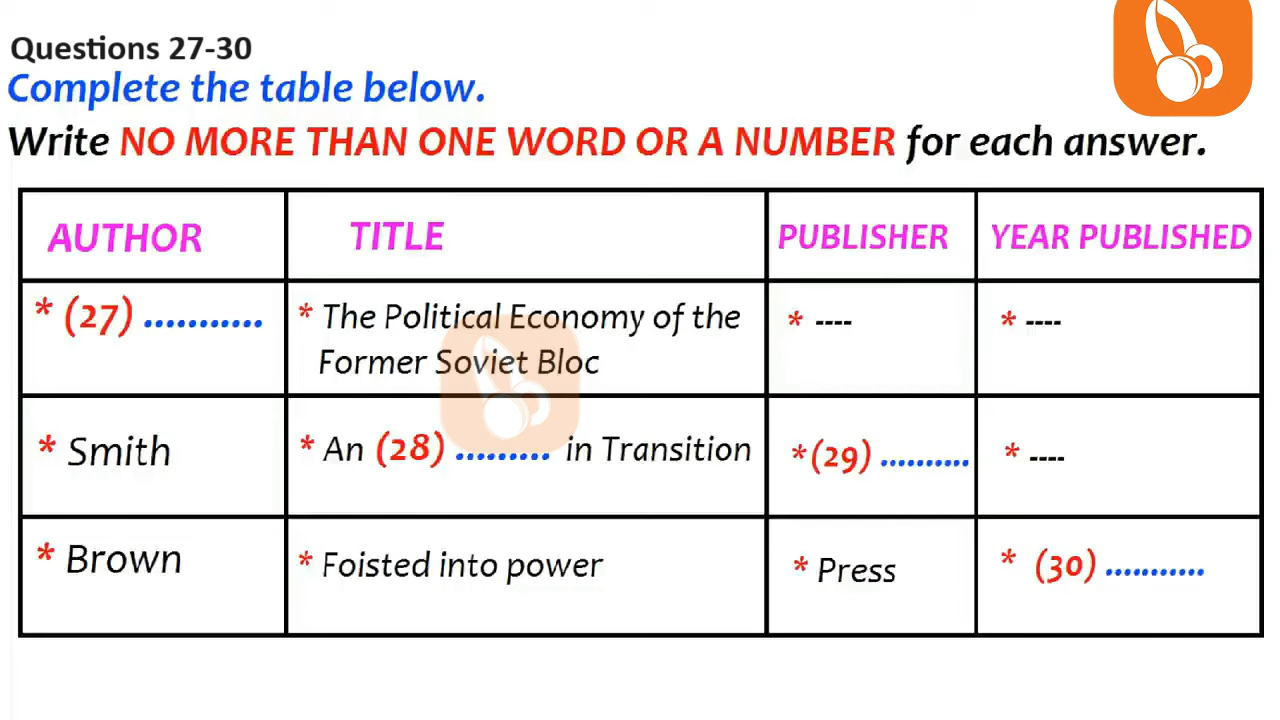 Questions 27-30
Complete the table below.
Write NO MORE THAN ONE WORD OR A NUMBER for each answer.
AUTHOR TITLE PUBLISHER YEAR PUBLISHED
* (27) ........... * The Political Economy of the * ---- * ----
Former Soviet Bloc
* Smith * An (28) ......... in Transition *(29) .......... * ----
* Brown * Foisted into power * Press * (30) ...........